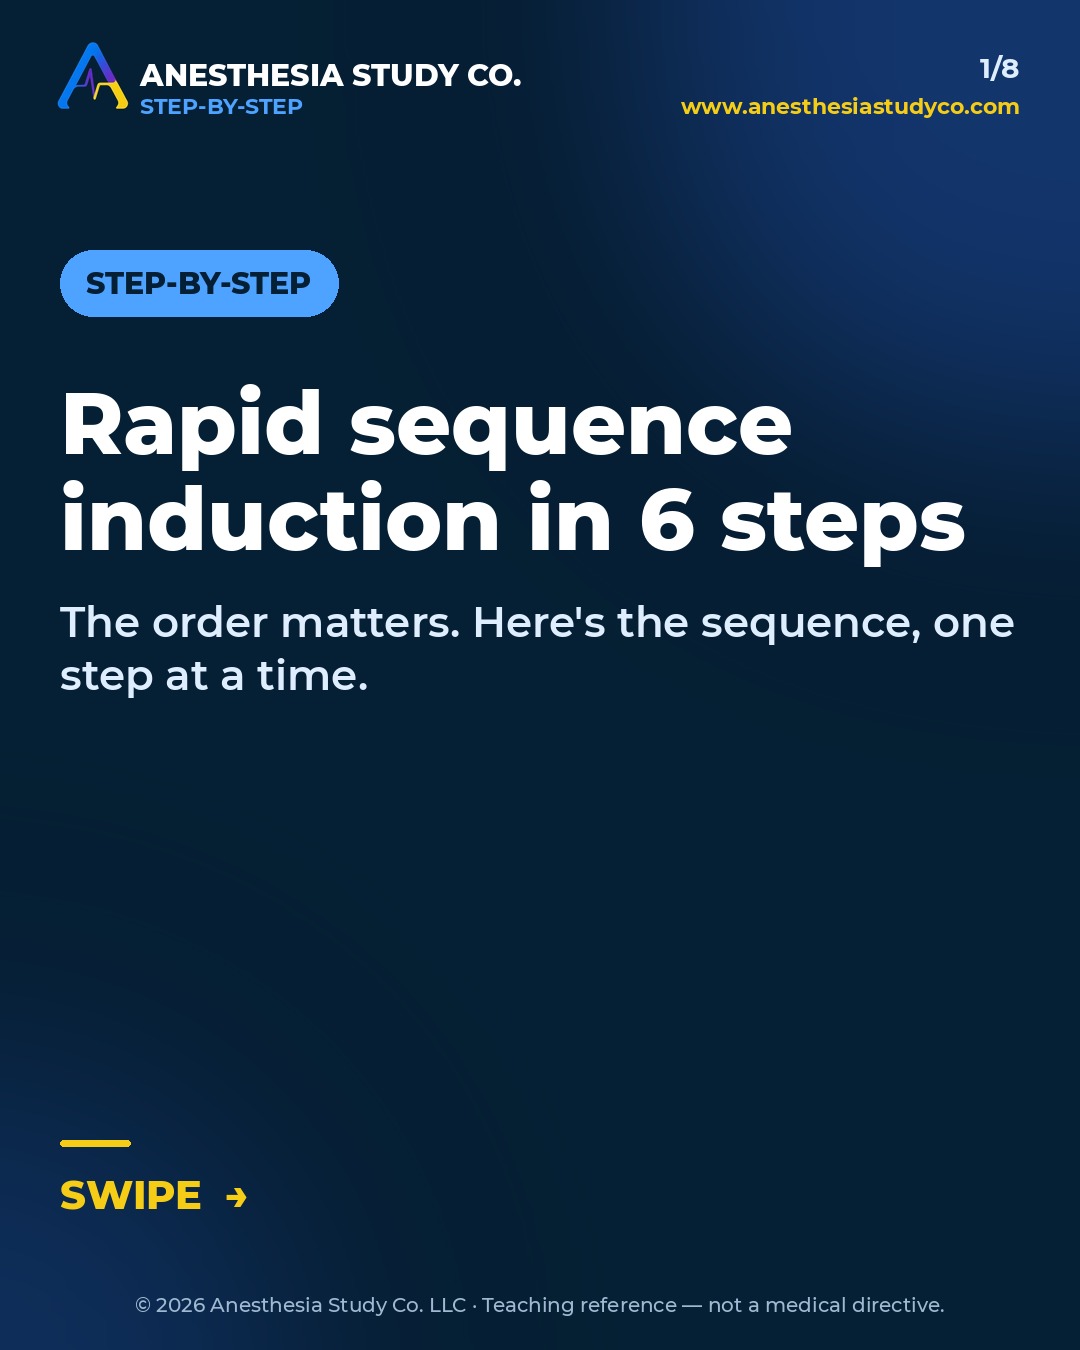 ANESTHESIA STUDY CO.
STEP-BY-STEP
1/8
www.anesthesiastudyco.com
STEP-BY-STEP
Rapid sequence
induction in 6 steps
The order matters. Here's the sequence, one
step at a time.
SWIPE →
© 2026 Anesthesia Study Co. LLC · Teaching reference — not a medical directive.